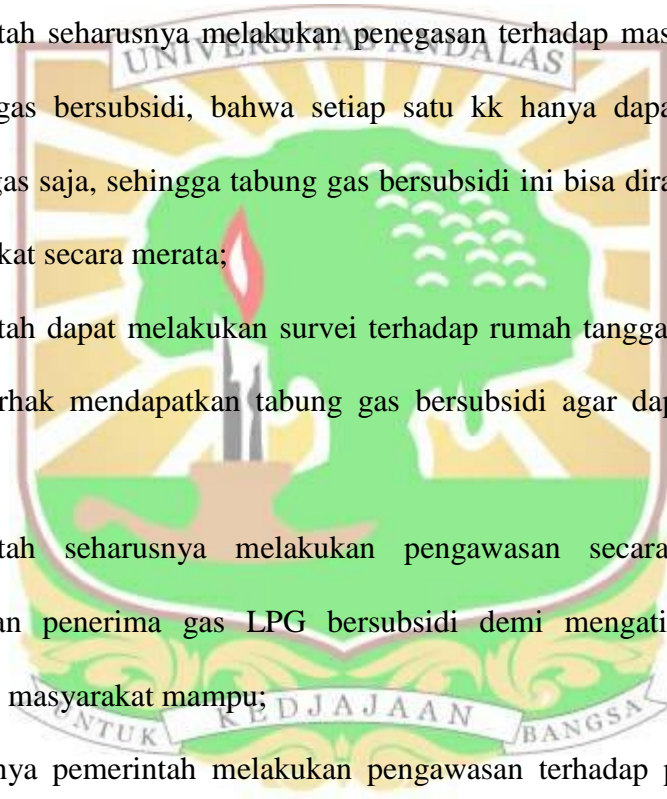 tah seharusnya melakukan penegasan terhadap mas
UNIVERSITAS ANDALAS
gas bersubsidi, bahwa setiap satu kk hanya dapa
gas saja, sehingga tabung gas bersubsidi ini bisa dira
kat secara merata;
tah dapat melakukan survei terhadap rumah tangga
rhak mendapatkan tabung gas bersubsidi agar dap
tah seharusnya melakukan pengawasan secara
an penerima gas LPG bersubsidi demi mengati
masyarakat mampu;
UNTUK KEDJAJAAN BANGSA
nya pemerintah melakukan pengawasan terhadap p